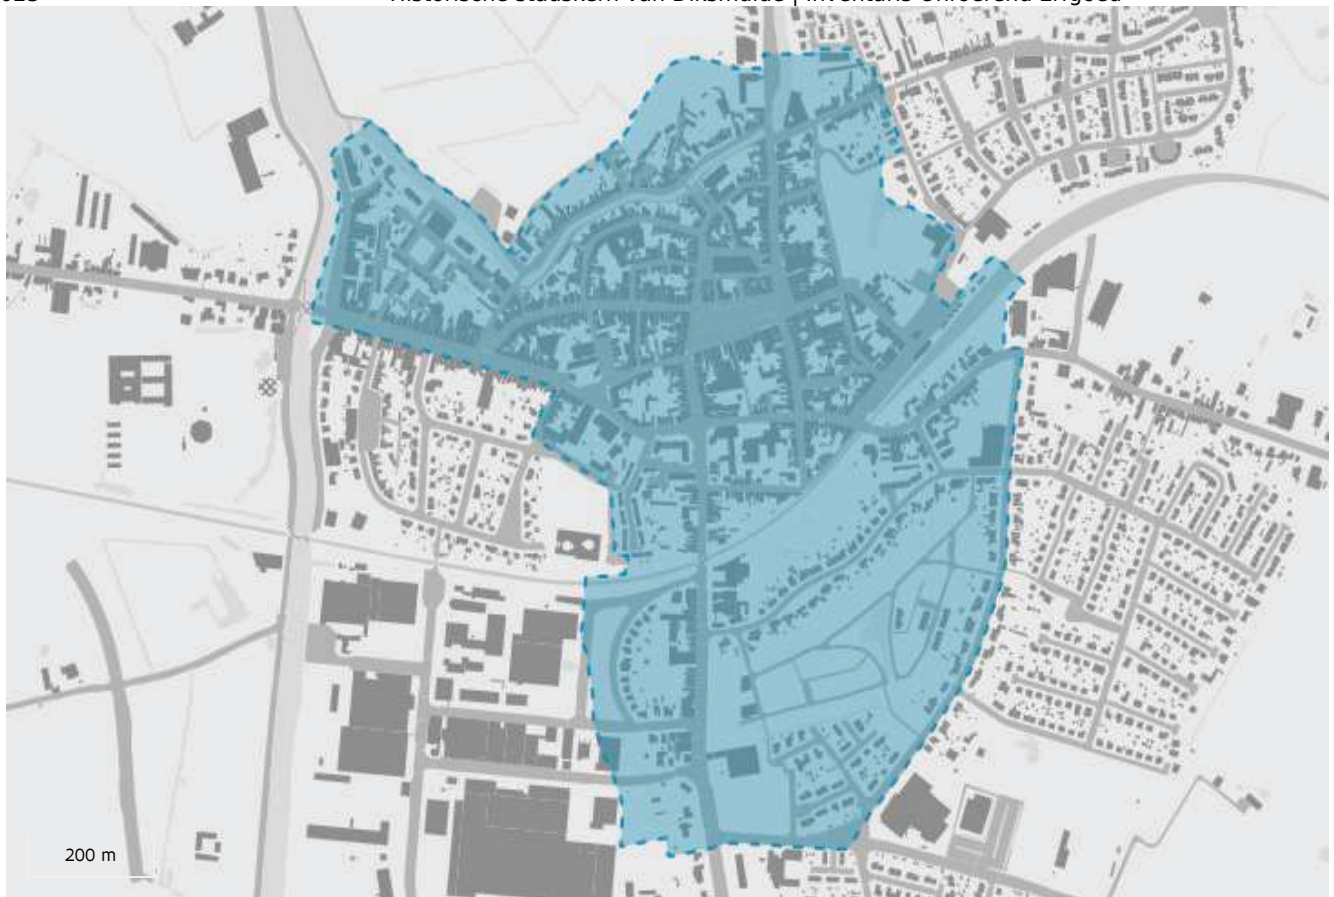 Historische stadskern van Diksmuide | Inventaris Onroerend Erfgoed
200 m